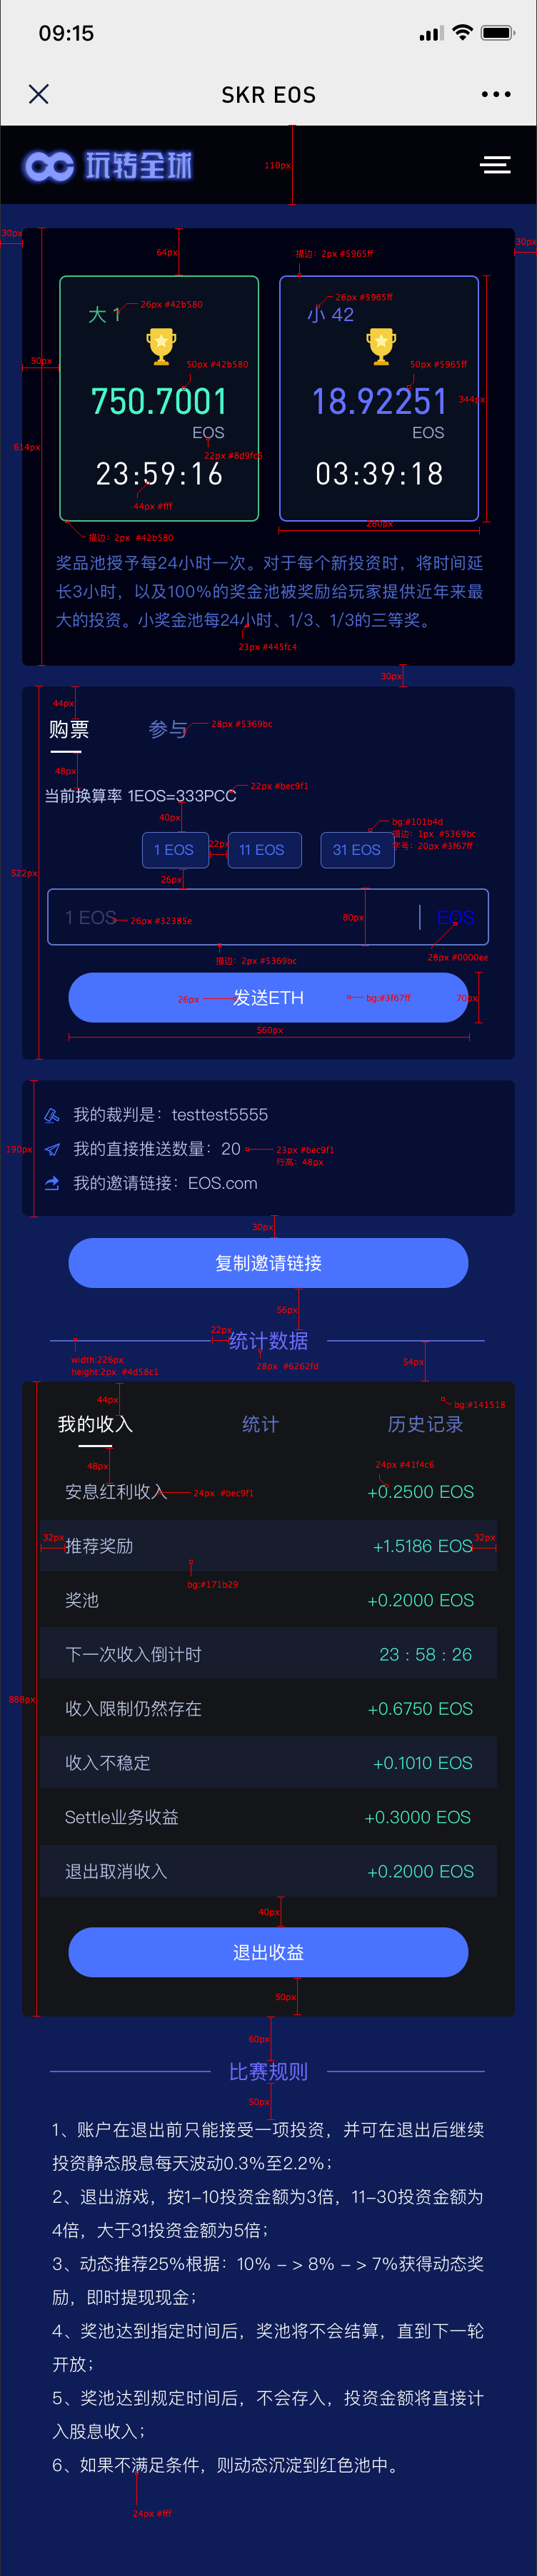 09:15
SKR EOS
玩转全球
110px
30px
30px
64px
描边：2px #5965ff
大 1
26px #42b580
小 42
26px #5965ff
50px
50px #42b580
50px #5965ff
750.7001
18.92251
344px
EOS
EOS
22px #8d9fc6
614px
23:59:16
03:39:18
44px #fff
260px
描边：2px #42b580
奖品池授予每24小时一次。对于每个新投资时，将时间延
长3小时，以及100%的奖金池被奖励给玩家提供近年来最
大的投资。小奖金池每24小时、1/3、1/3的三等奖。
23px #445fc4
30px
44px
购票
参与
28px #5369bc
48px
当前换算率 1EOS=333PCC
22px #bec9f1
40px
bg:#101b4d
描边：1px #5369bc
字号：20px #3f67ff
1 EOS
22px
11 EOS
31 EOS
522px
26px
1 EOS
26px #32385e
80px
EOS
描边：2px #5369bc
26px #0000ee
26px
发送ETH
bg:#3f67ff
70px
560px
我的裁判是：testtest5555
190px
我的直接推送数量：20
23px #bec9f1
行高：48px
我的邀请链接：EOS.com
30px
复制邀请链接
56px
22px
统计数据
width:226px
height:2px #4d58c1
28px #6262fd
54px
44px
bg:#141518
我的收入
统计
历史记录
48px
24px #41f4c6
安息红利收入
24px #bec9f1
+0.2500 EOS
32px
推荐奖励
+1.5186 EOS
32px
bg:#171b29
奖池
+0.2000 EOS
下一次收入倒计时
23 : 58 : 26
888px
收入限制仍然存在
+0.6750 EOS
收入不稳定
+0.1010 EOS
Settle业务收益
+0.3000 EOS
退出取消收入
+0.2000 EOS
40px
退出收益
50px
60px
比赛规则
50px
1、账户在退出前只能接受一项投资，并可在退出后继续
投资静态股息每天波动0.3%至2.2%；
2、退出游戏，按1-10投资金额为3倍，11-30投资金额为
4倍，大于31投资金额为5倍；
3、动态推荐25%根据：10% - > 8% - > 7%获得动态奖
励，即时提现现金；
4、奖池达到指定时间后，奖池将不会结算，直到下一轮
开放；
5、奖池达到规定时间后，不会存入，投资金额将直接计
入股息收入；
6、如果不满足条件，则动态沉淀到红色池中。
24px #fff